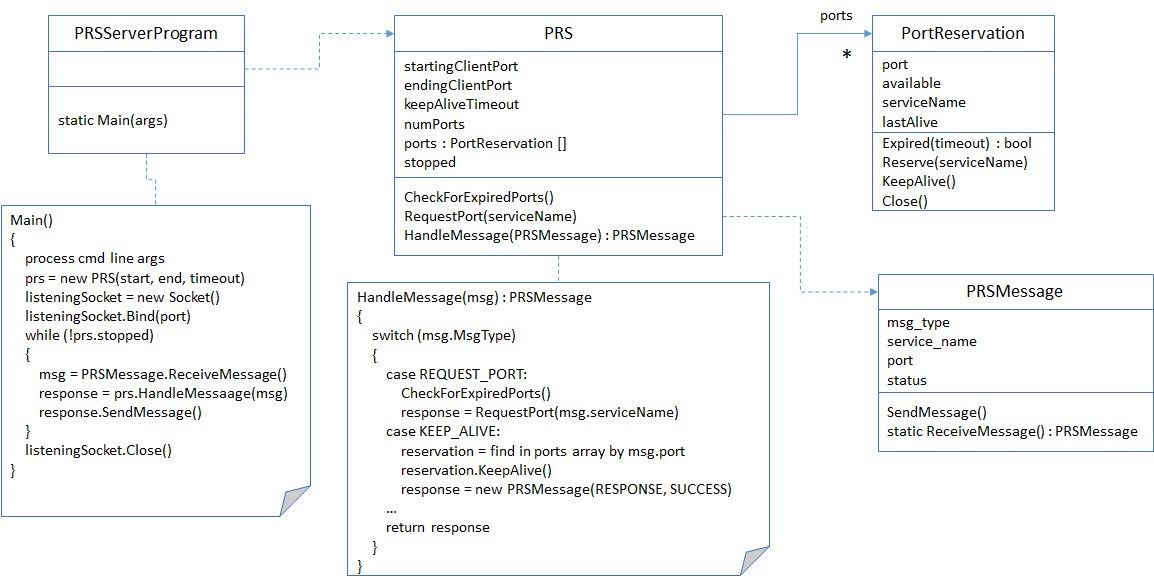 PRSServerProgram
static Main(args)
PRS
startingClientPort
endingClientPort
keepAliveTimeout
numPorts
ports : PortReservation []
stopped
CheckForExpiredPorts()
RequestPort(serviceName)
HandleMessage(PRSMessage) : PRSMessage
ports
*
PortReservation
port
available
serviceName
lastAlive
Expired(timeout) : bool
Reserve(serviceName)
KeepAlive()
Close()
Main()
{
process cmd line args
prs = new PRS(start, end, timeout)
listeningSocket = new Socket()
listeningSocket.Bind(port)
while (!prs.stopped)
{
msg = PRSMessage.ReceiveMessage()
response = prs.HandleMessaage(msg)
response.SendMessage()
}
listeningSocket.Close()
}
HandleMessage(msg) : PRSMessage
{
switch (msg.MsgType)
{
case REQUEST_PORT:
CheckForExpiredPorts()
response = RequestPort(msg.serviceName)
case KEEP_ALIVE:
reservation = find in ports array by msg.port
reservation.KeepAlive()
response = new PRSMessage(RESPONSE, SUCCESS)
...
return response
}
}
PRSMessage
msg_type
service_name
port
status
SendMessage()
static ReceiveMessage() : PRSMessage